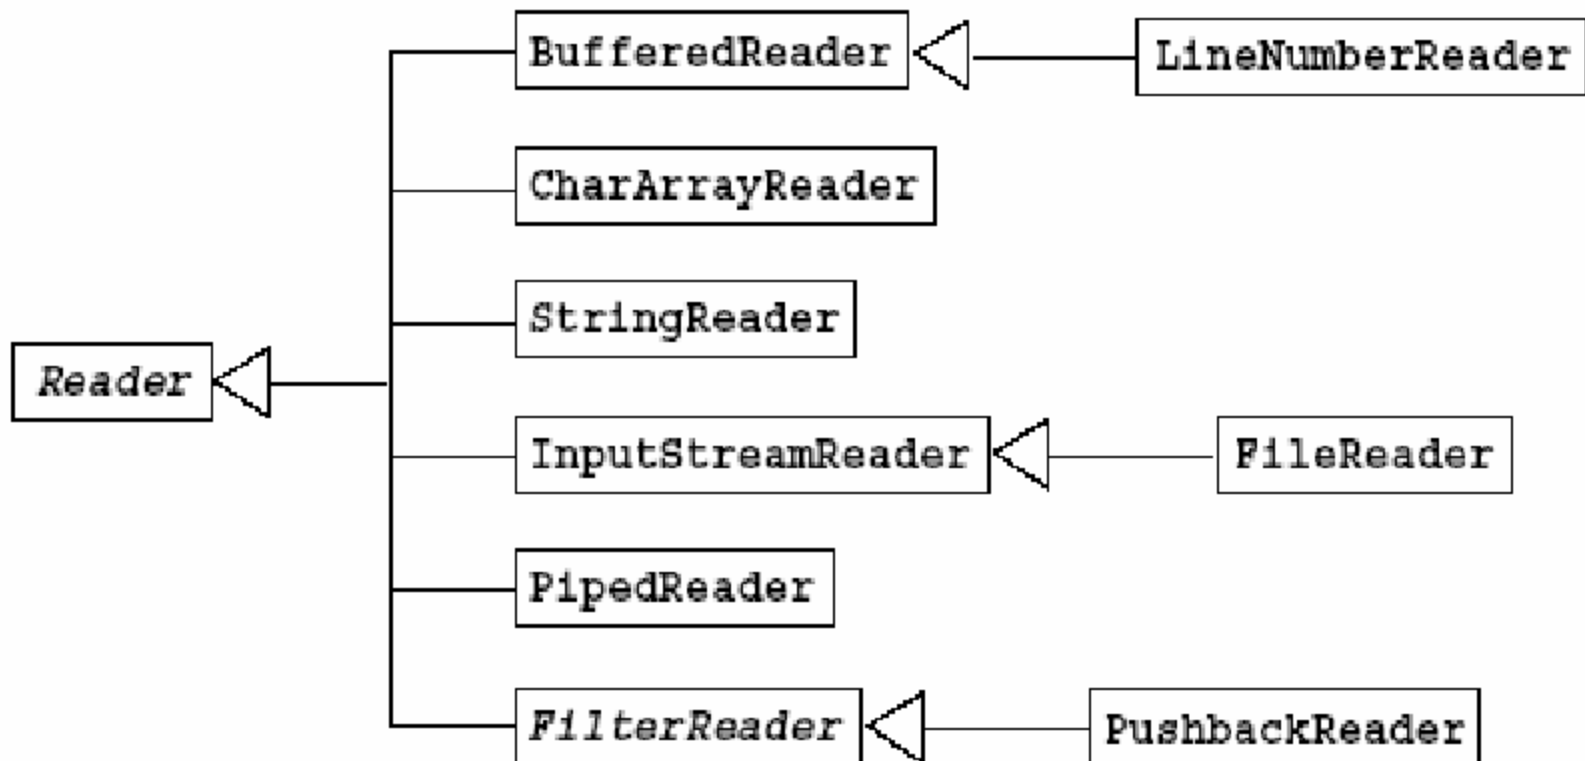 BufferedReader
LineNumberReader
CharArrayReader
StringReader
Reader
InputStreamReader
FileReader
PipedReader
FilterReader
PushbackReader